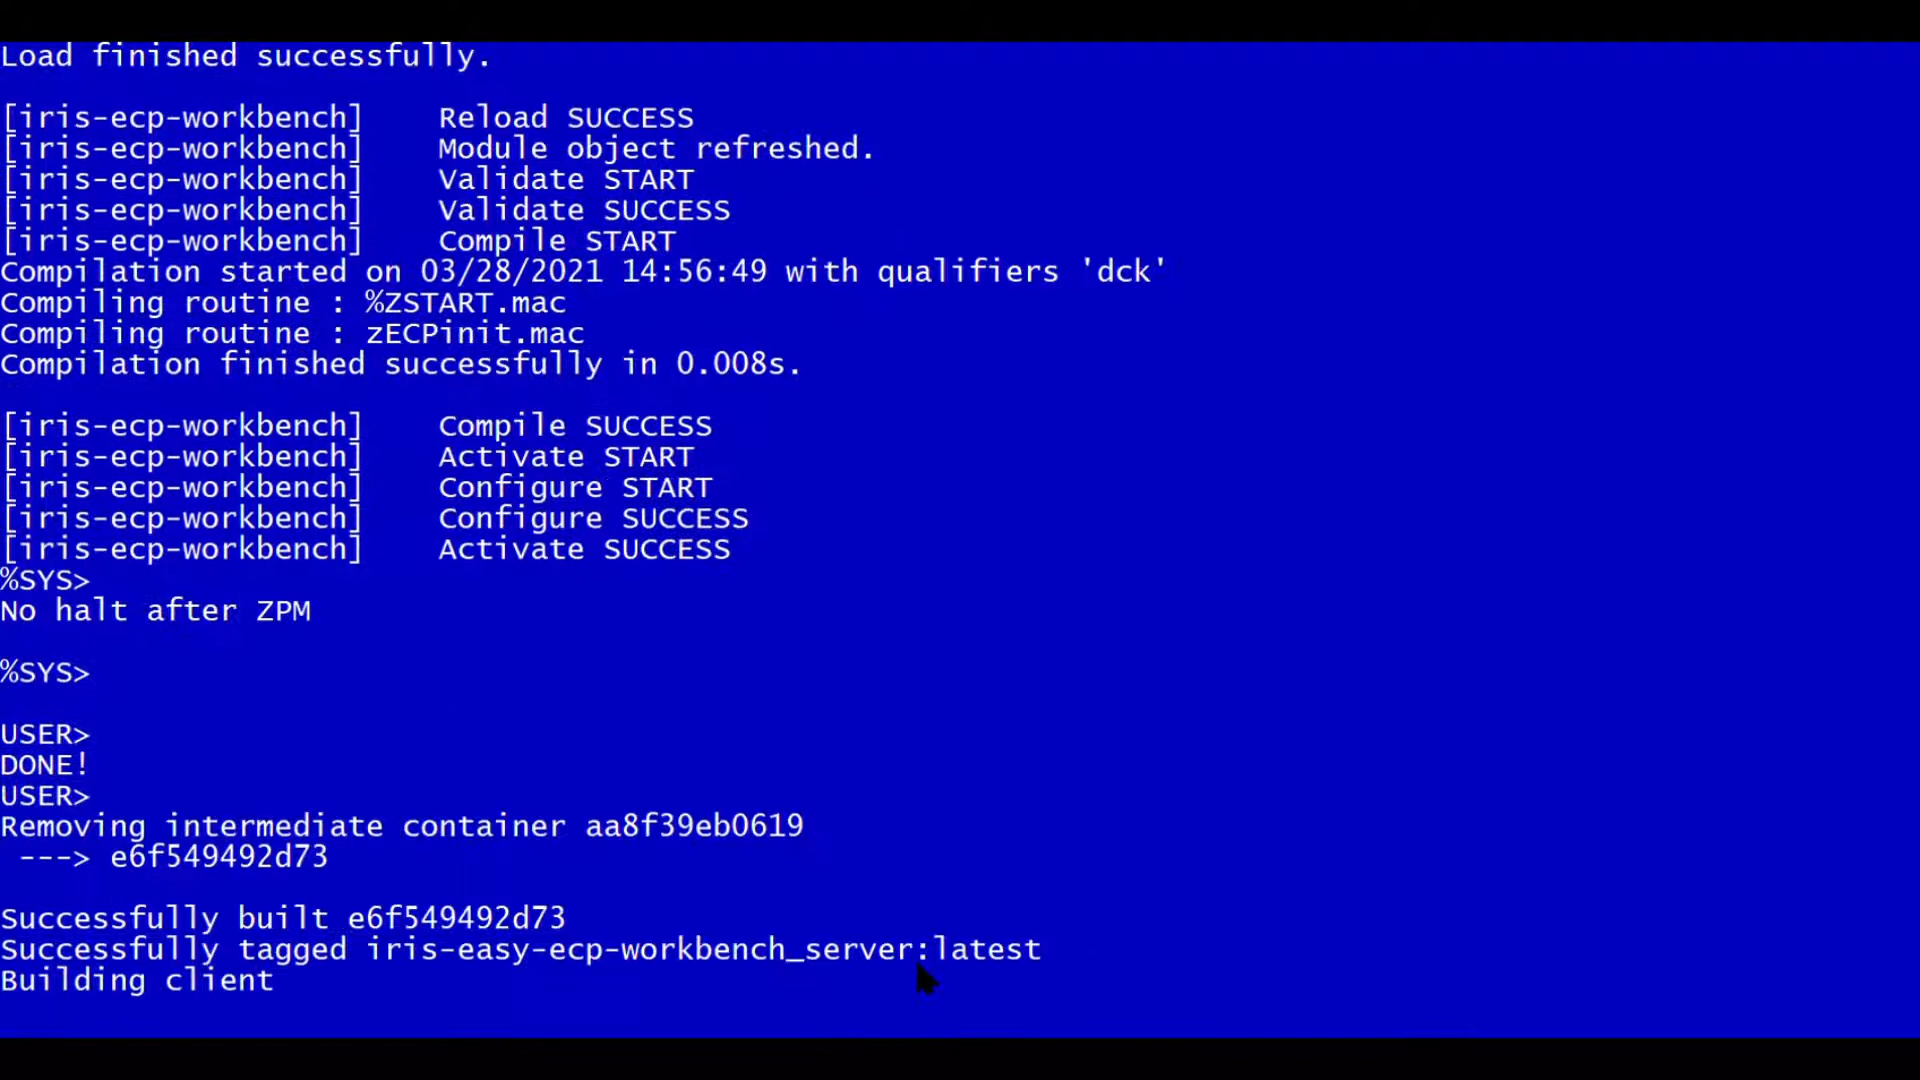 Load finished successfully.
[iris-ecp-workbench]    Reload SUCCESS
[iris-ecp-workbench]    Module object refreshed.
[iris-ecp-workbench]    Validate START
[iris-ecp-workbench]    Validate SUCCESS
[iris-ecp-workbench]    Compile START
Compilation started on 03/28/2021 14:56:49 with qualifiers 'dck'
Compiling routine : %ZSTART.mac
Compiling routine : zECPinit.mac
Compilation finished successfully in 0.008s.
[iris-ecp-workbench]    Compile SUCCESS
[iris-ecp-workbench]    Activate START
[iris-ecp-workbench]    Configure START
[iris-ecp-workbench]    Configure SUCCESS
[iris-ecp-workbench]    Activate SUCCESS
%SYS>
No halt after ZPM
%SYS>
USER>
DONE!
USER>
Removing intermediate container aa8f39eb0619
 ---> e6f549492d73
Successfully built e6f549492d73
Successfully tagged iris-easy-ecp-workbench_server:latest
Building client